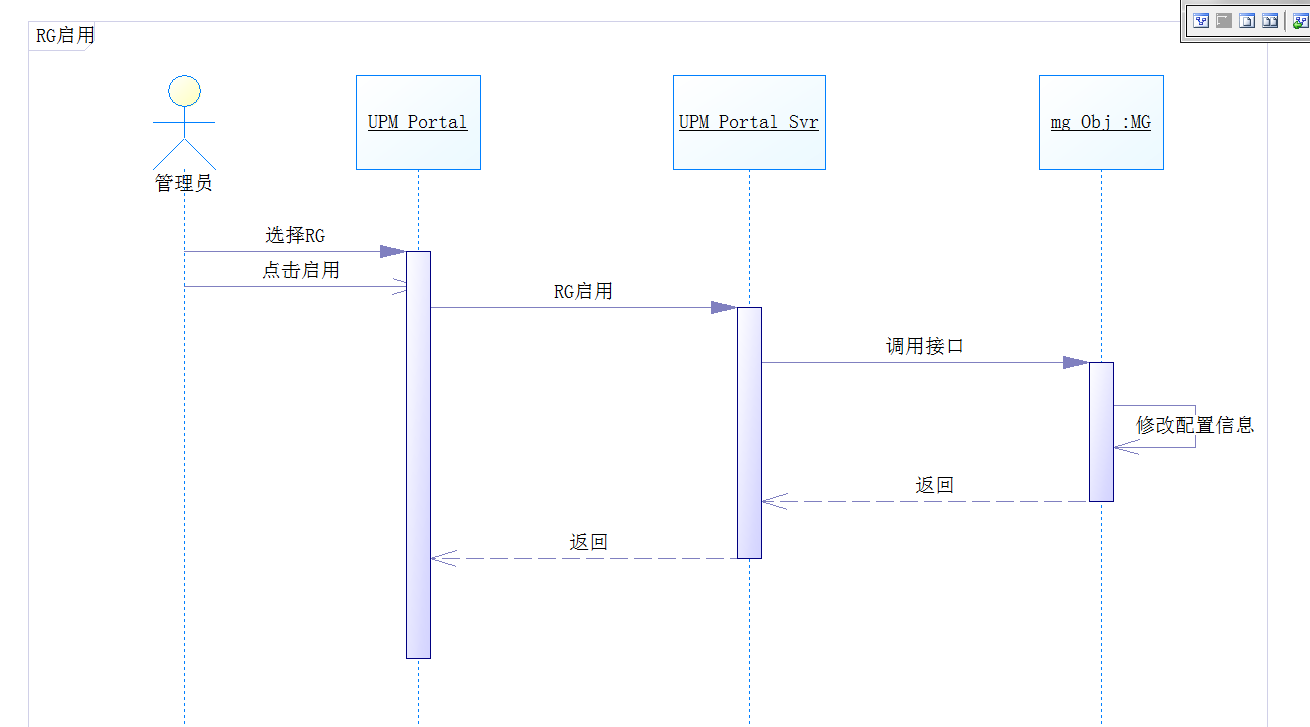 RG启用
UPM Portal
UPM Portal Svr
mg Obj :MG
管理员
选择RG
点击启用
RG启用
调用接口
修改配置信息
返回
返回